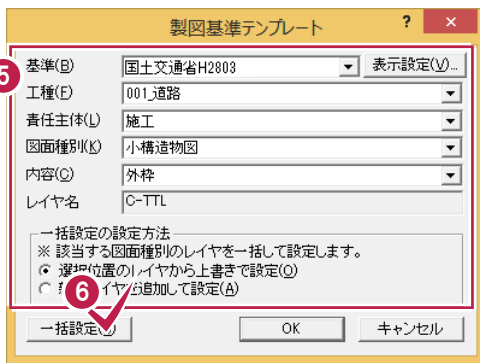 製図基準テンプレート ? ×
5
基準(B) 国土交通省H2803 表示設定(V)...
工種(F) 001_道路
責任主体(L) 施工
図面種別(K) 小構造物図
内容(C) 外枠
レイヤ名 C-TTL
一括設定の設定方法
※ 該当する図面種別のレイヤを一括して設定します。
選択位置のレイヤから上書きで設定(O)
イヤを追加して設定(A)
6
一括設定 OK キャンセル